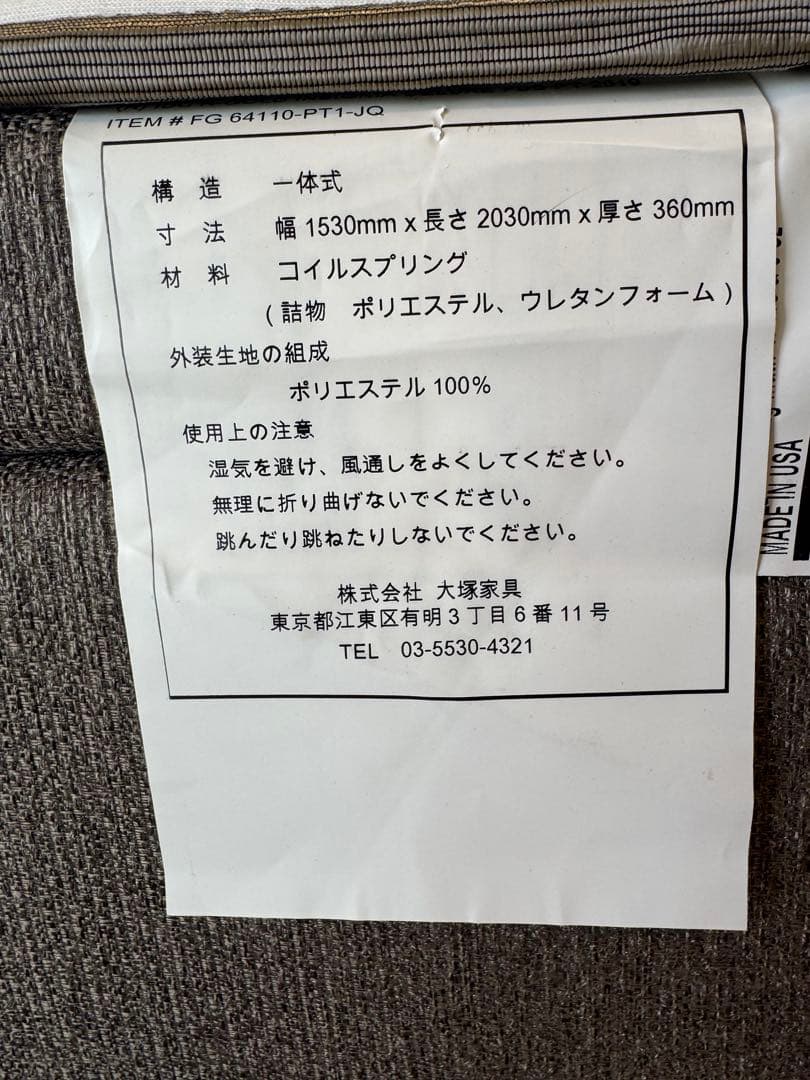 ITEM # FG 64110-PT1-JQ
構 造 一体式
寸 法 幅 1530mm x 長さ 2030mm x 厚さ 360mm
材 料 コイルスプリング
( 詰物 ポリエステル、ウレタンフォーム )
外装生地の組成
ポリエステル 100%
使用上の注意
湿気を避け、風通しをよくしてください。
無理に折り曲げないでください。
跳んだり跳ねたりしないでください。
株式会社 大塚家具
東京都江東区有明 3 丁目 6 番 11 号
TEL 03-5530-4321
MADE IN USA